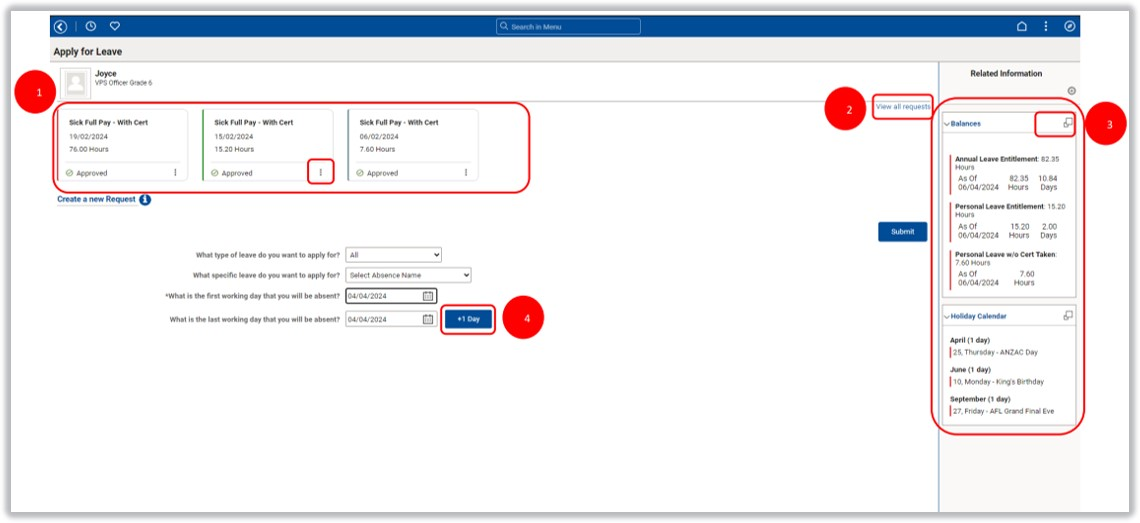 Search in Menu
Apply for Leave
Joyce
VPS Officer Grade 6
1
Sick Full Pay - With Cert
19/02/2024
76.00 Hours
Approved
Sick Full Pay - With Cert
15/02/2024
15.20 Hours
Approved
Sick Full Pay - With Cert
06/02/2024
7.60 Hours
Approved
2
View all requests
Create a new Request
Submit
What type of leave do you want to apply for? All
What specific leave do you want to apply for? Select Absence Name
*What is the first working day that you will be absent? 04/04/2024
What is the last working day that you will be absent? 04/04/2024 +1 Day
4
Related Information
Balances
3
Annual Leave Entitlement: 82.35
Hours
As Of 82.35 10.84
06/04/2024 Hours Days
Personal Leave Entitlement: 15.20
Hours
As Of 15.20 2.00
06/04/2024 Hours Days
Personal Leave w/o Cert Taken:
7.60 Hours
As Of 7.60
06/04/2024 Hours
Holiday Calendar
April (1 day)
25, Thursday - ANZAC Day
June (1 day)
10, Monday - King's Birthday
September (1 day)
27, Friday - AFL Grand Final Eve